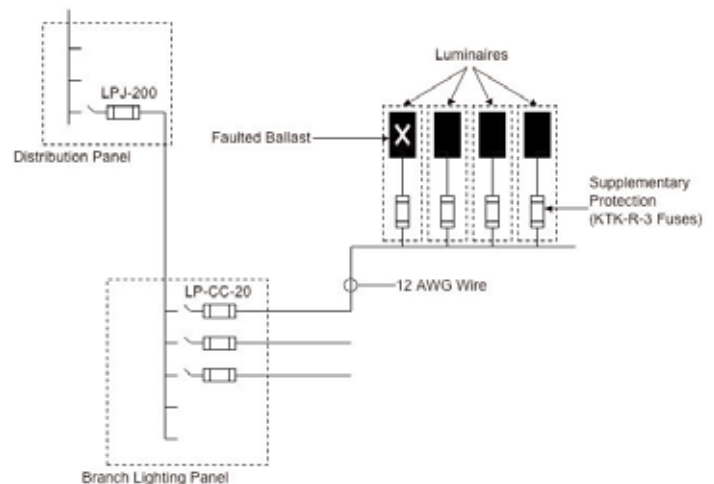 Luminaires
LPJ-200
Faulted Ballast
X
Distribution Panel
Supplementary
Protection
(KTK-R-3 Fuses)
12 AWG Wire
LP-CC-20
Branch Lighting Panel